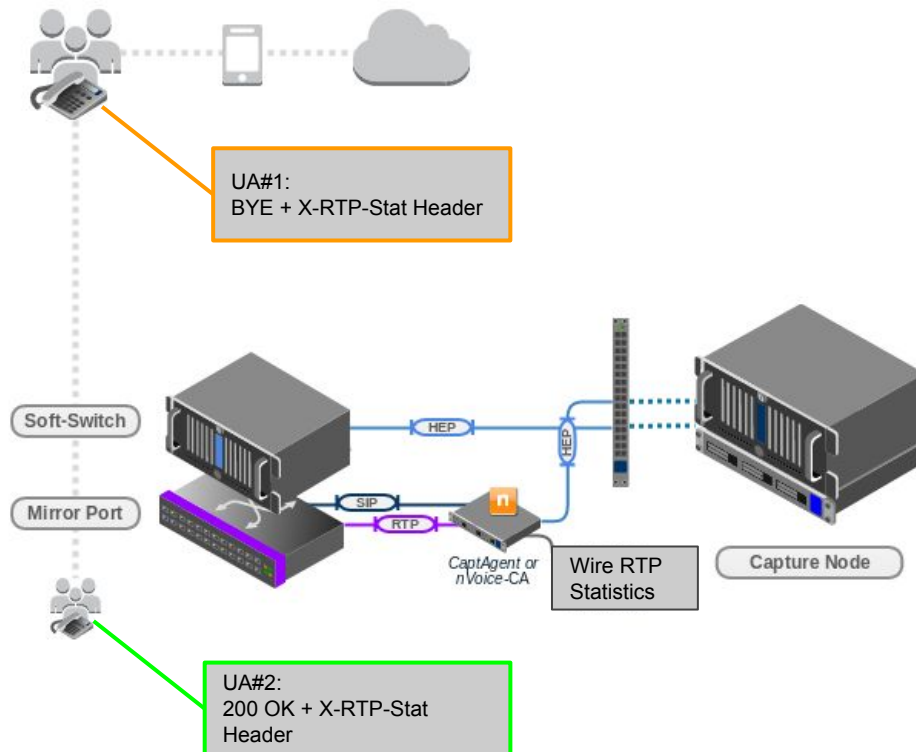 UA#1:
BYE + X-RTP-Stat Header
Soft-Switch
HEP
HEP
Mirror Port
SIP
RTP
n
CaptAgent or
nVoice-CA
Wire RTP
Statistics
Capture Node
UA#2:
200 OK + X-RTP-Stat
Header